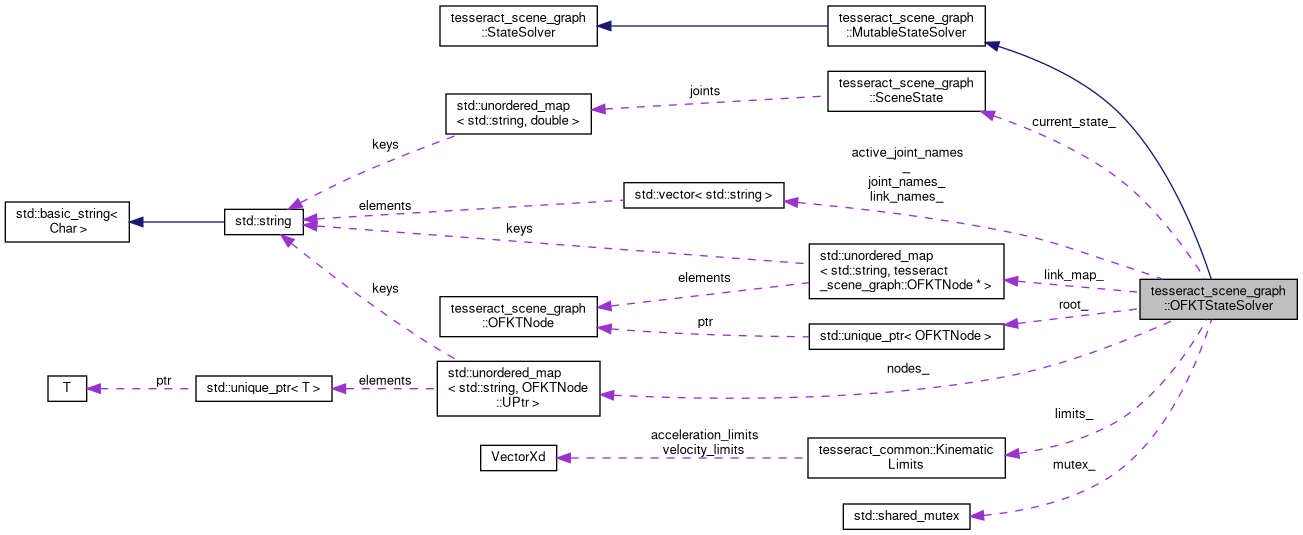 tesseract_scene_graph
::StateSolver
tesseract_scene_graph
::MutableStateSolver
tesseract_scene_graph
::SceneState
joints
std::unordered_map
< std::string, double >
current_state_
keys
active_joint_names
_
joint_names_
link_names_
std::vector< std::string >
elements
std::basic_string<
Char >
std::string
keys
std::unordered_map
< std::string, tesseract
_scene_graph::OFKTNode * >
link_map_
tesseract_scene_graph
::OFKTStateSolver
elements
keys
tesseract_scene_graph
::OFKTNode
root_
ptr
std::unique_ptr< OFKTNode >
nodes_
std::unordered_map
< std::string, OFKTNode
::UPtr >
elements
std::unique_ptr< T >
ptr
T
limits_
acceleration_limits
velocity_limits
VectorXd
tesseract_common::Kinematic
Limits
mutex_
std::shared_mutex